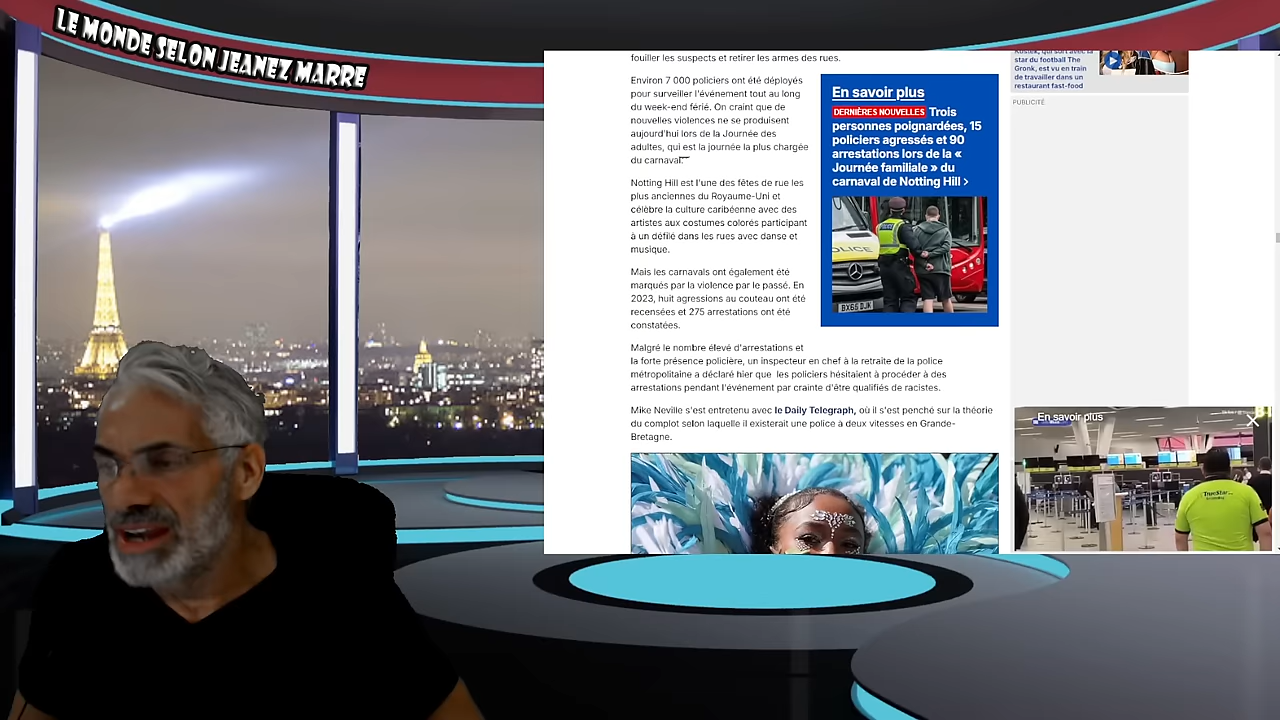 LE MONDE SELON JEANEZ MARRE
fouiller les suspects et retirer les armes des rues.
Environ 7 000 policiers ont été déployés
pour surveiller l'événement tout au long
du week-end férié. On craint que de
nouvelles violences ne se produisent
aujourd'hui lors de la Journée des
adultes, qui est la journée la plus chargée
du carnaval.
Notting Hill est l'une des fêtes de rue les
plus anciennes du Royaume-Uni et
célèbre la culture caribéenne avec des
artistes aux costumes colorés participant
à un défilé dans les rues avec danse et
musique.
Mais les carnavals ont également été
marqués par la violence par le passé. En
2023, huit agressions au couteau ont été
recensées et 275 arrestations ont été
constatées.
Malgré le nombre élevé d'arrestations et
la forte présence policière, un inspecteur en chef à la retraite de la police
métropolitaine a déclaré hier que les policiers hésitaient à procéder à des
arrestations pendant l'événement par crainte d'être qualifiés de racistes.
Mike Neville s'est entretenu avec le Daily Telegraph, où il s'est penché sur la théorie
du complot selon laquelle il existerait une police à deux vitesses en Grande-
Bretagne.
En savoir plus
DERNIÈRES NOUVELLES Trois
personnes poignardées, 15
policiers agressés et 90
arrestations lors de la «
Journée familiale » du
carnaval de Notting Hill >
POLICE
BX65 DJK
Kostek, qui sort avec la
star du football The
Gronk, est vu en train
de travailler dans un
restaurant fast-food
PUBLICITÉ
En savoir plus
TrueStar